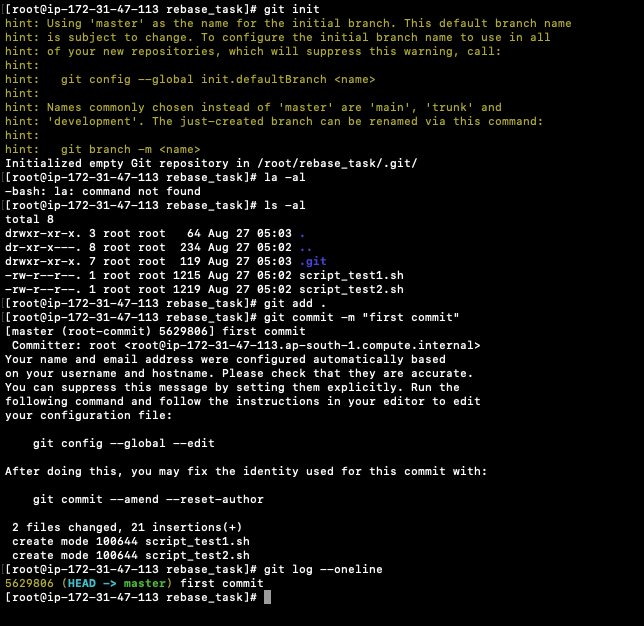 [root@ip-172-31-47-113 rebase_task]# git init
hint: Using 'master' as the name for the initial branch. This default branch name
hint: is subject to change. To configure the initial branch name to use in all
hint: of your new repositories, which will suppress this warning, call:
hint:
hint:   git config --global init.defaultBranch <name>
hint:
hint: Names commonly chosen instead of 'master' are 'main', 'trunk' and
hint: 'development'. The just-created branch can be renamed via this command:
hint:
hint:   git branch -m <name>
Initialized empty Git repository in /root/rebase_task/.git/
[root@ip-172-31-47-113 rebase_task]# la -al
-bash: la: command not found
[root@ip-172-31-47-113 rebase_task]# ls -al
total 8
drwxr-xr-x. 3 root root   64 Aug 27 05:03 .
dr-xr-x---. 8 root root  234 Aug 27 05:02 ..
drwxr-xr-x. 7 root root  119 Aug 27 05:03 .git
-rw-r--r--. 1 root root 1215 Aug 27 05:02 script_test1.sh
-rw-r--r--. 1 root root 1219 Aug 27 05:02 script_test2.sh
[root@ip-172-31-47-113 rebase_task]# git add .
[root@ip-172-31-47-113 rebase_task]# git commit -m "first commit"
[master (root-commit) 5629806] first commit
 Committer: root <root@ip-172-31-47-113.ap-south-1.compute.internal>
Your name and email address were configured automatically based
on your username and hostname. Please check that they are accurate.
You can suppress this message by setting them explicitly. Run the
following command and follow the instructions in your editor to edit
your configuration file:

    git config --global --edit

After doing this, you may fix the identity used for this commit with:

    git commit --amend --reset-author

 2 files changed, 21 insertions(+)
 create mode 100644 script_test1.sh
 create mode 100644 script_test2.sh
[root@ip-172-31-47-113 rebase_task]# git log --oneline
5629806 (HEAD -> master) first commit
[root@ip-172-31-47-113 rebase_task]#